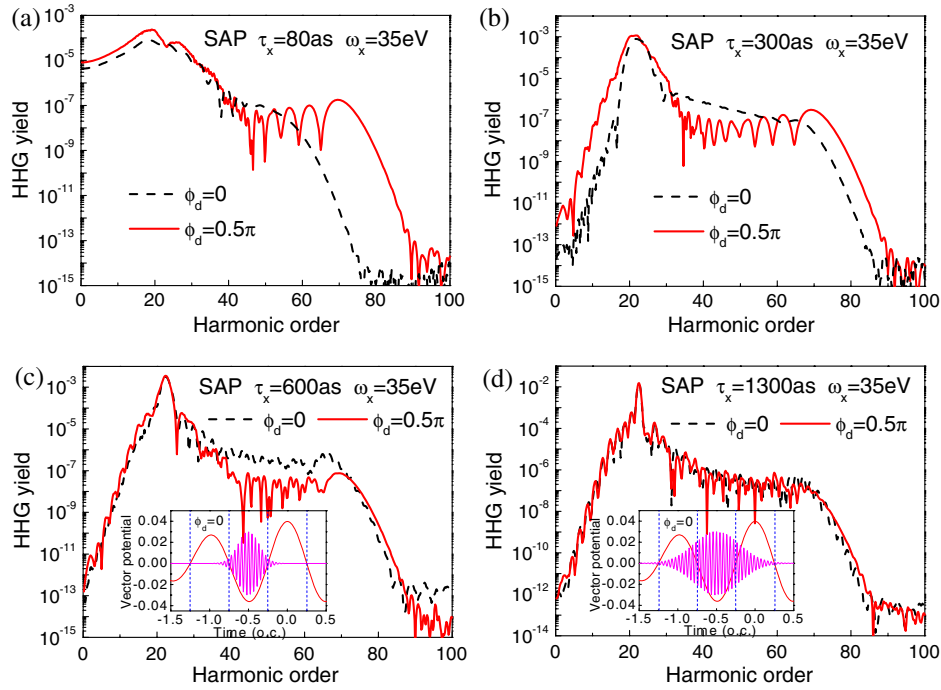 (a)
SAP τx=80as ωx=35eV
HHG yield
10^-3
10^-5
10^-7
10^-9
10^-11
10^-13
10^-15
ϕd=0
ϕd=0.5π
0 20 40 60 80 100
Harmonic order
(b)
SAP τx=300as ωx=35eV
HHG yield
10^-1
10^-3
10^-5
10^-7
10^-9
10^-11
10^-13
10^-15
ϕd=0
ϕd=0.5π
0 20 40 60 80 100
Harmonic order
(c)
SAP τx=600as ωx=35eV
ϕd=0 ϕd=0.5π
HHG yield
10^-3
10^-5
10^-7
10^-9
10^-11
10^-13
10^-15
Vector potential
ϕd=0
0.04
0.02
0.00
-0.02
-0.04
-1.5 -1.0 -0.5 0.0 0.5
Time (o.c.)
0 20 40 60 80 100
Harmonic order
(d)
SAP τx=1300as ωx=35eV
ϕd=0 ϕd=0.5π
HHG yield
10^-2
10^-4
10^-6
10^-8
10^-10
10^-12
10^-14
Vector potential
ϕd=0
0.04
0.02
0.00
-0.02
-0.04
-1.5 -1.0 -0.5 0.0 0.5
Time (o.c.)
0 20 40 60 80 100
Harmonic order